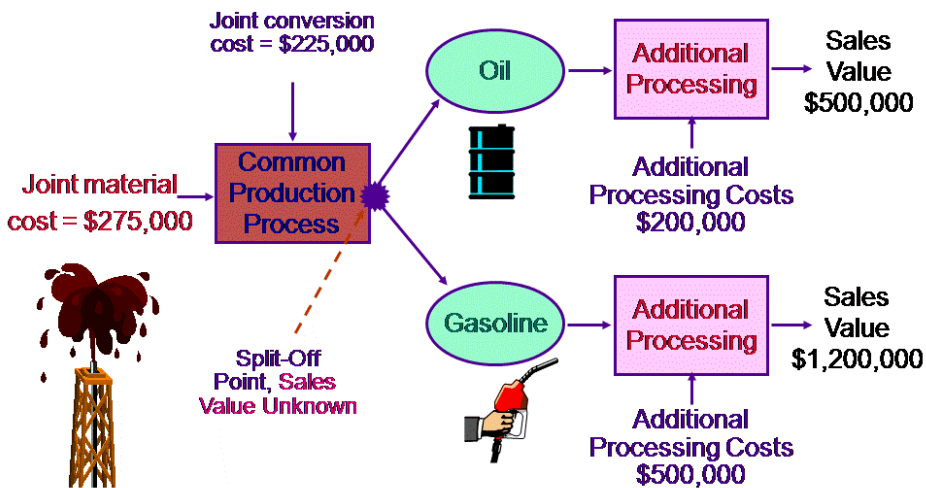 Joint conversion
cost = $225,000
Oil
Additional
Processing
Sales
Value
$500,000
Common
Production
Process
Joint material
cost = $275,000
Additional
Processing Costs
$200,000
Gasoline
Additional
Processing
Sales
Value
$1,200,000
Split-Off
Point, Sales
Value Unknown
Additional
Processing Costs
$500,000